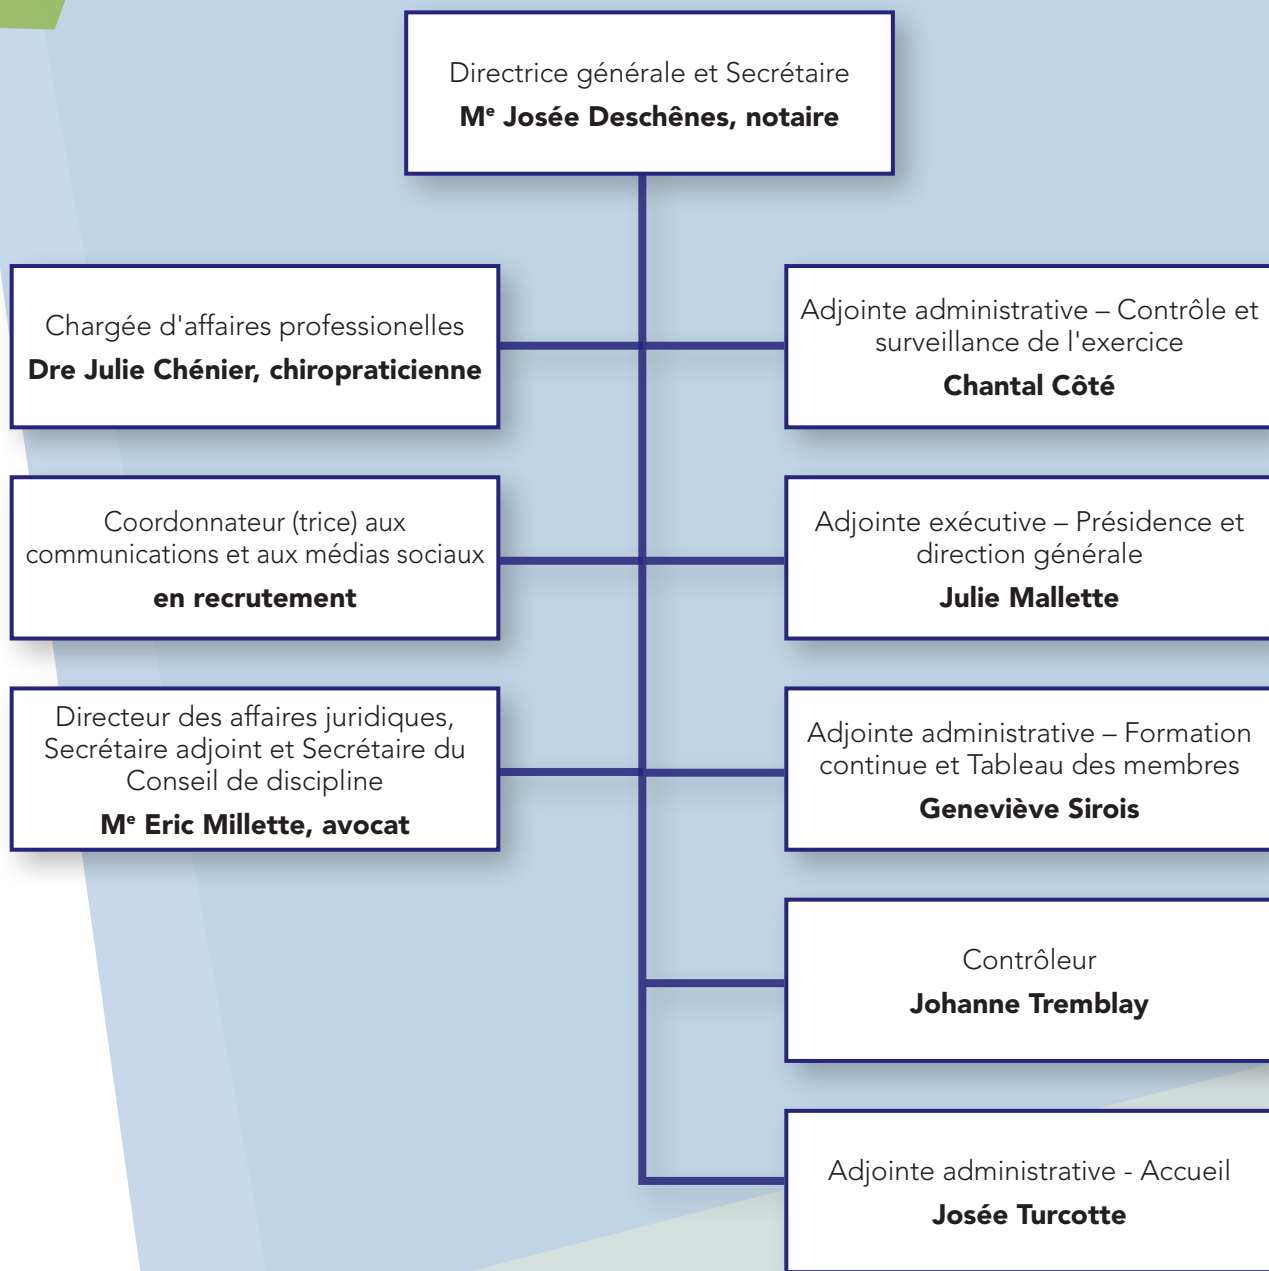 Directrice générale et Secrétaire
Mᵉ Josée Deschênes, notaire
Chargée d'affaires professionelles
Dre Julie Chénier, chiropraticienne
Adjointe administrative – Contrôle et
surveillance de l'exercice
Chantal Côté
Coordonnateur (trice) aux
communications et aux médias sociaux
en recrutement
Adjointe exécutive – Présidence et
direction générale
Julie Mallette
Directeur des affaires juridiques,
Secrétaire adjoint et Secrétaire du
Conseil de discipline
Mᵉ Eric Millette, avocat
Adjointe administrative – Formation
continue et Tableau des membres
Geneviève Sirois
Contrôleur
Johanne Tremblay
Adjointe administrative - Accueil
Josée Turcotte